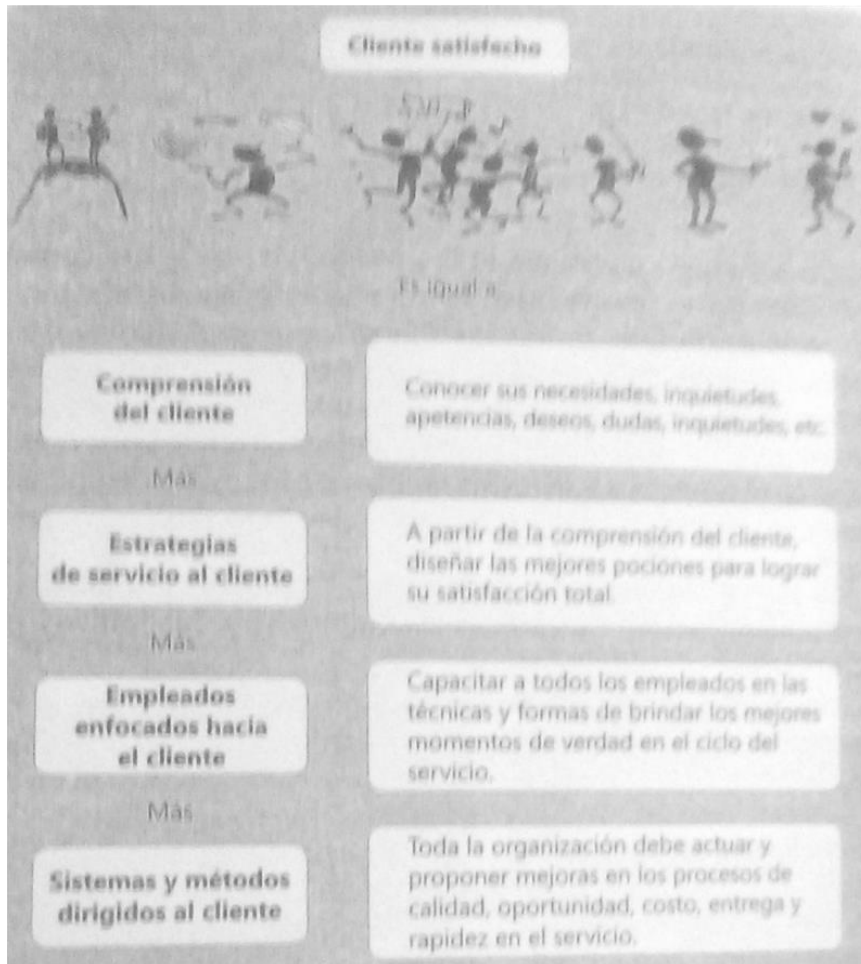 Cliente satisfecho
Es igual a
Comprensión
del cliente
Conocer sus necesidades, inquietudes,
apetencias, deseos, dudas, inquietudes, etc.
Más
Estrategias
de servicio al cliente
A partir de la comprensión del cliente,
diseñar las mejores pociones para lograr
su satisfacción total.
Más
Empleados
enfocados hacia
el cliente
Capacitar a todos los empleados en las
técnicas y formas de brindar los mejores
momentos de verdad en el ciclo del
servicio.
Más
Sistemas y métodos
dirigidos al cliente
Toda la organización debe actuar y
proponer mejoras en los procesos de
calidad, oportunidad, costo, entrega y
rapidez en el servicio.